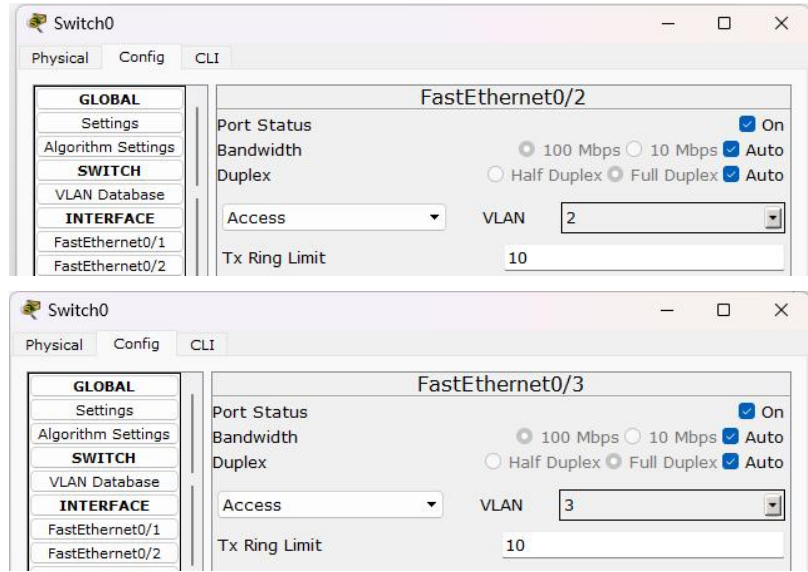 Switch0
Physical Config CLI
GLOBAL
Settings
Algorithm Settings
SWITCH
VLAN Database
INTERFACE
FastEthernet0/1
FastEthernet0/2
FastEthernet0/2
Port Status On
Bandwidth 100 Mbps 10 Mbps Auto
Duplex Half Duplex Full Duplex Auto
Access VLAN 2
Tx Ring Limit 10
Switch0
Physical Config CLI
GLOBAL
Settings
Algorithm Settings
SWITCH
VLAN Database
INTERFACE
FastEthernet0/1
FastEthernet0/2
FastEthernet0/3
Port Status On
Bandwidth 100 Mbps 10 Mbps Auto
Duplex Half Duplex Full Duplex Auto
Access VLAN 3
Tx Ring Limit 10